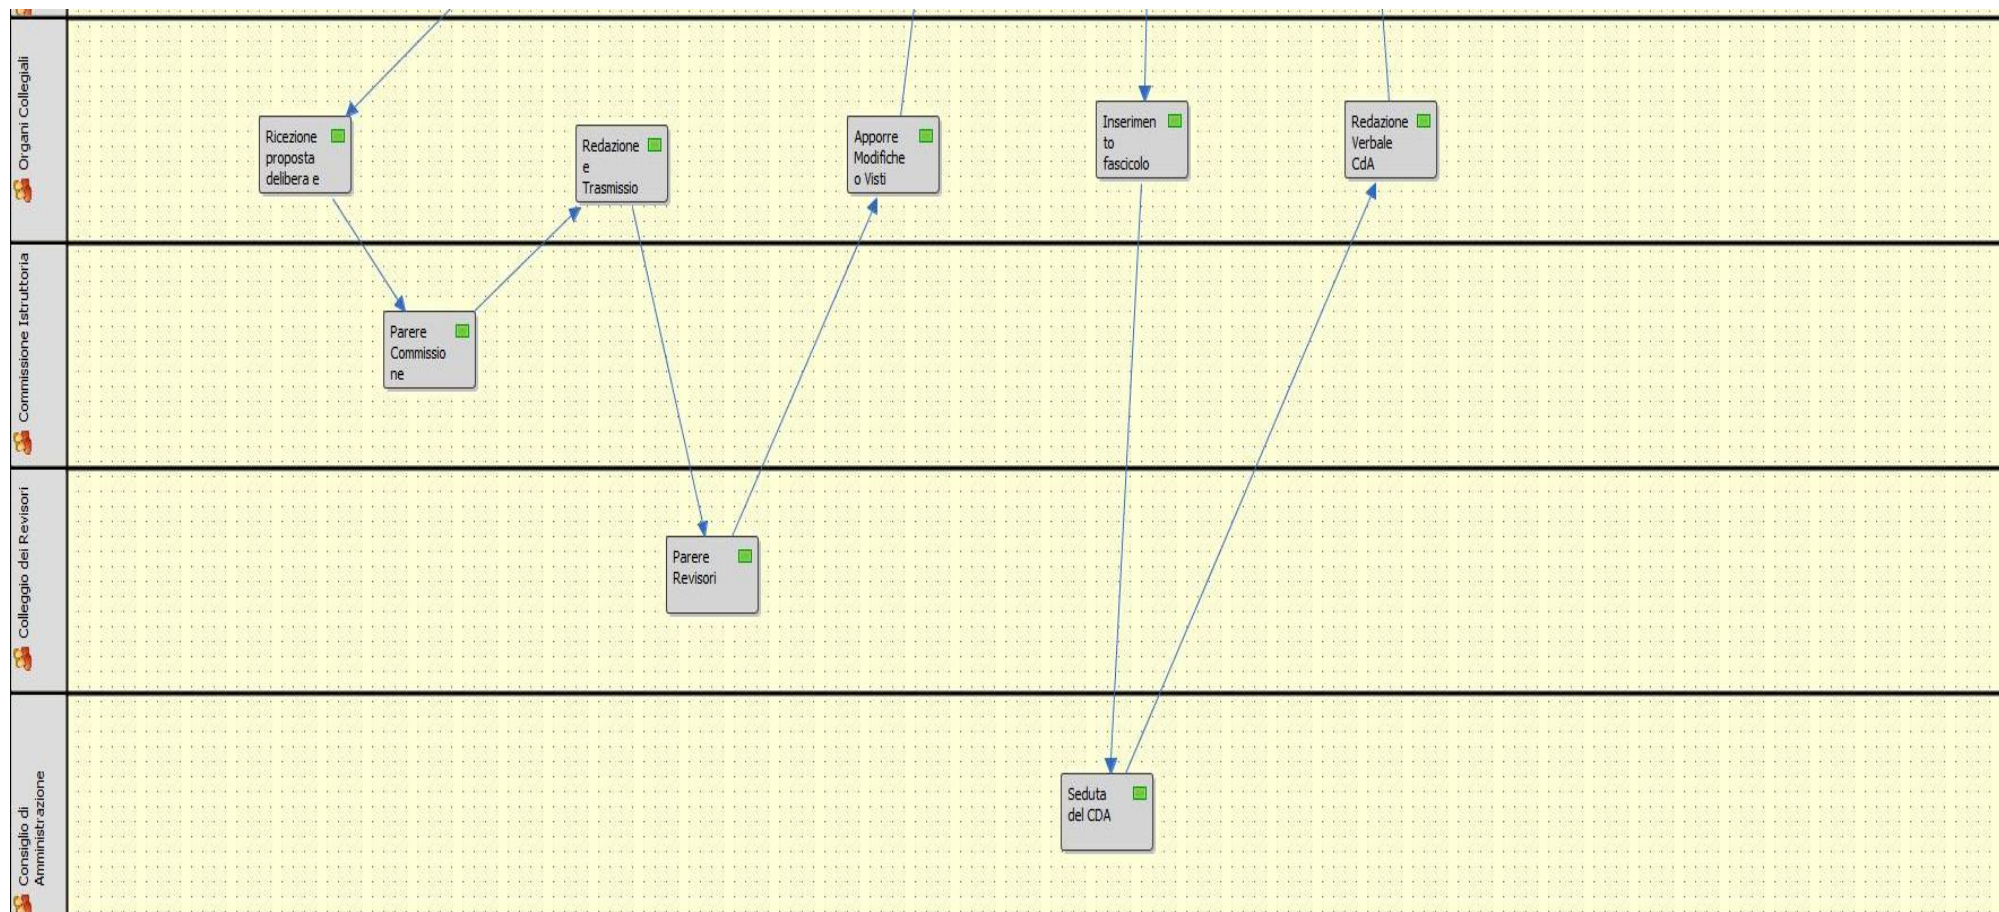 Organi Collegiali
Ricezione
proposta
delibera e
Redazione
e
Trasmissio
Apporre
Modifiche
o Visti
Inserimen
to
fascicolo
Redazione
Verbale
CdA
Commissione Istruttoria
Parere
Commissio
ne
Colleggio dei Revisori
Parere
Revisori
Consiglio di
Amministrazione
Seduta
del CDA